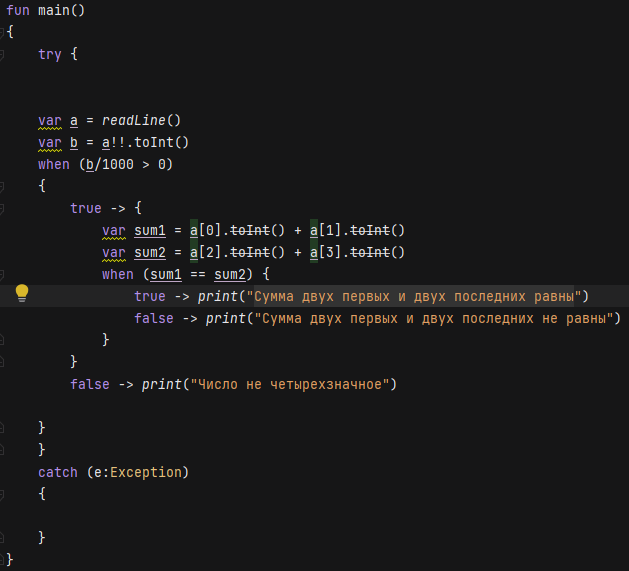 fun main()
{
try {
var a = readLine()
var b = a!!.toInt()
when (b/1000 > 0)
{
true -> {
var sum1 = a[0].toInt() + a[1].toInt()
var sum2 = a[2].toInt() + a[3].toInt()
when (sum1 == sum2) {
true -> print("Сумма двух первых и двух последних равны")
false -> print("Сумма двух первых и двух последних не равны")
}
}
false -> print("Число не четырехзначное")
}
}
catch (e:Exception)
{
}
}